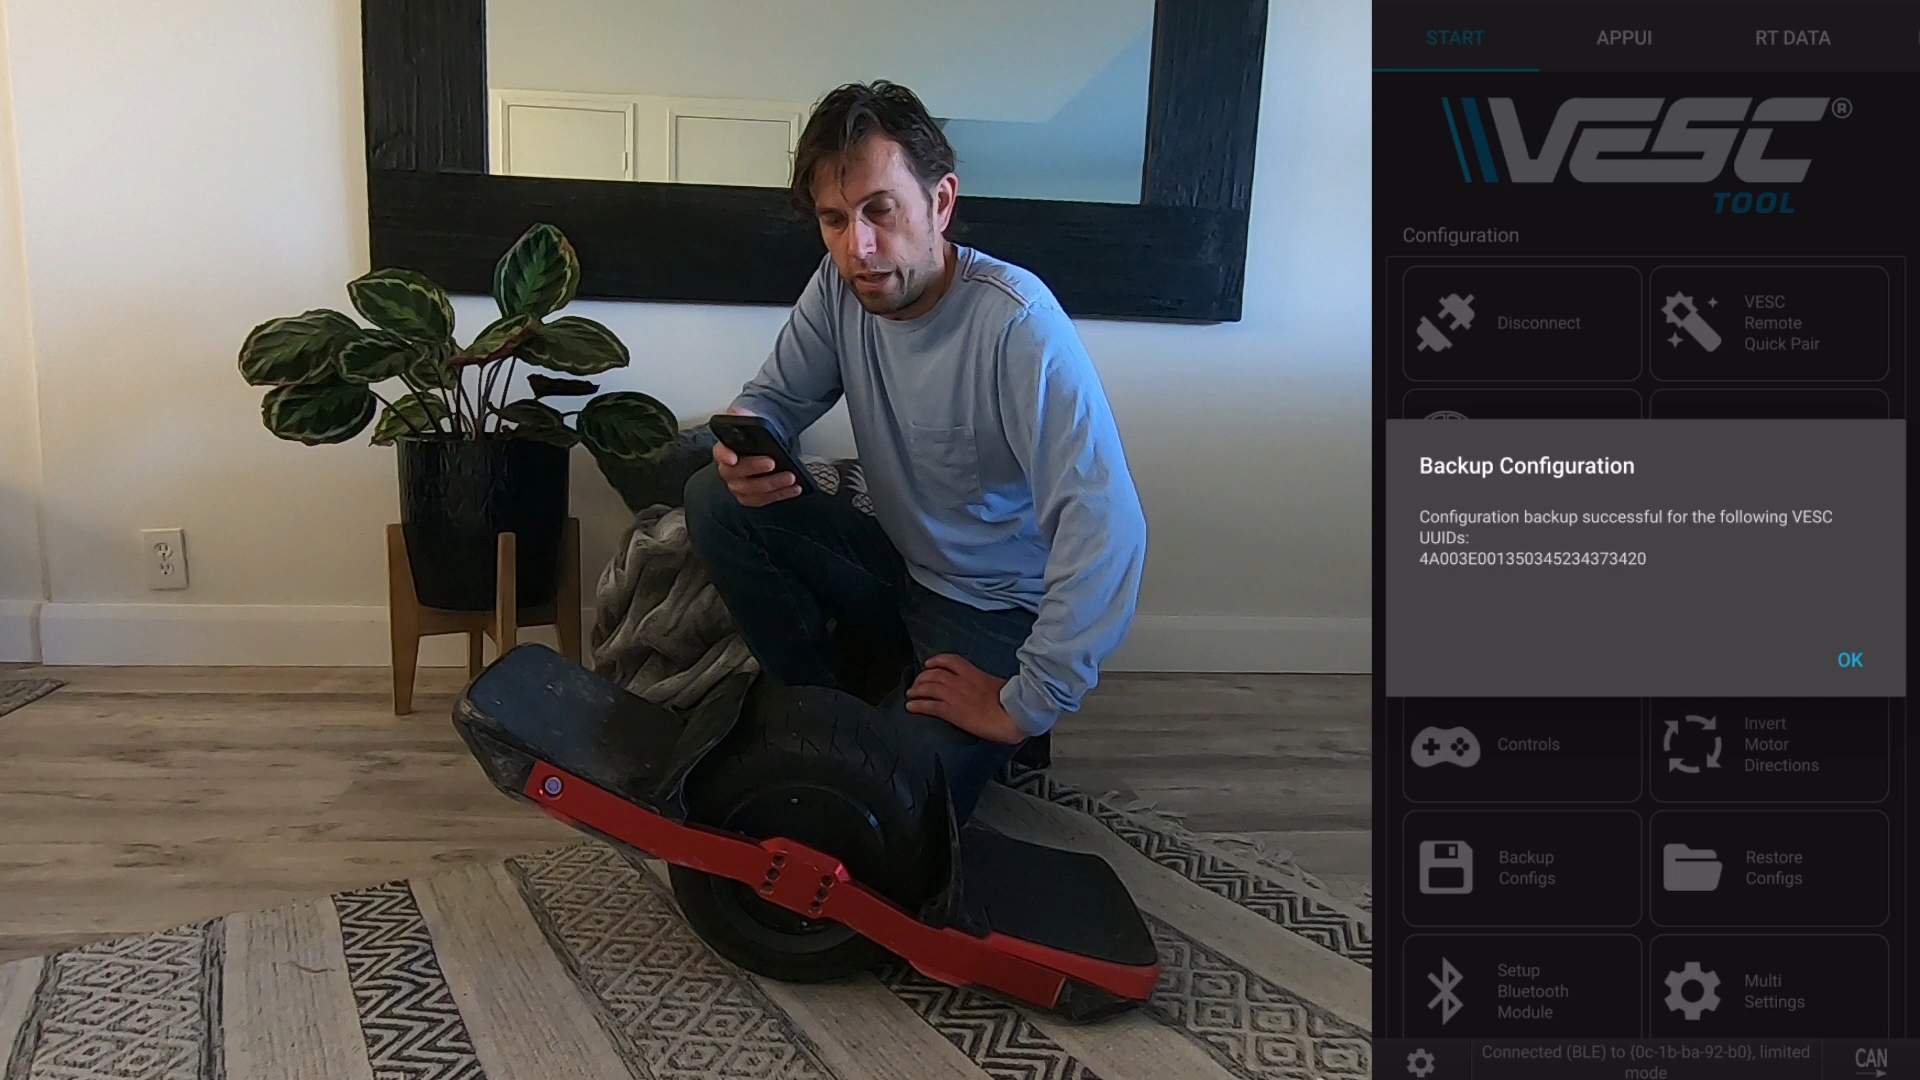 START
APPUI
RT DATA
VESC®
TOOL
Configuration
Disconnect
VESC
Remote
Quick Pair
Backup Configuration
Configuration backup successful for the following VESC
UUIDs:
4A003E001350345234373420
OK
Controls
Invert
Motor
Directions
Backup
Configs
Restore
Configs
Setup
Bluetooth
Module
Multi
Settings
Connected (BLE) to {0c-1b-ba-92-b0}, limited
mode
CAN